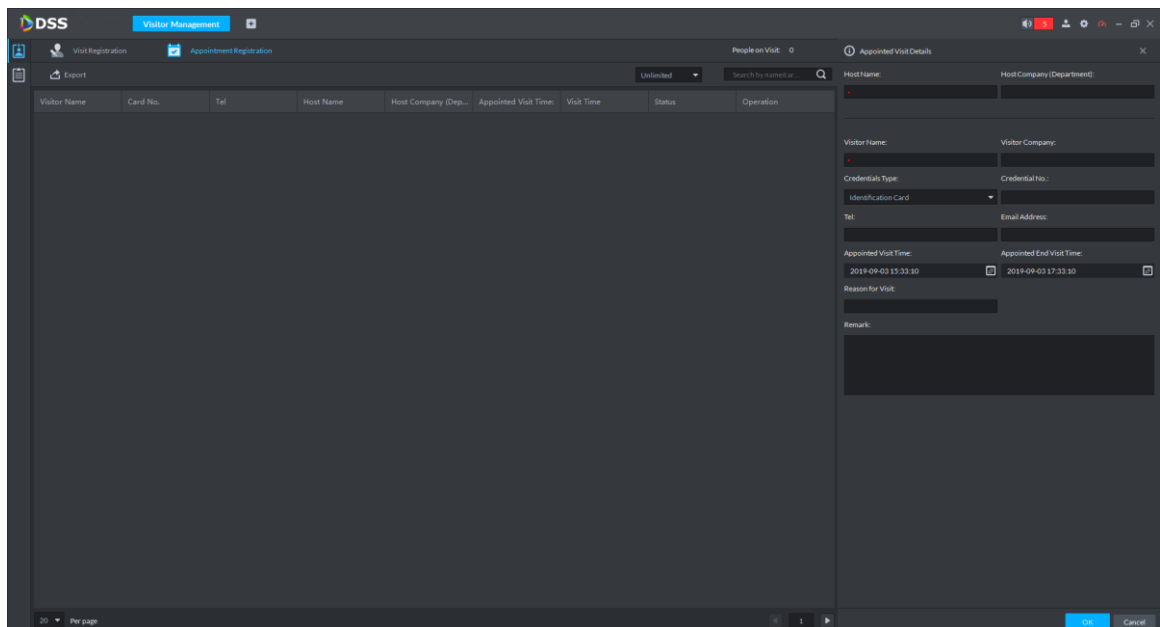 DSS Visitor Management 5
Visit Registration Appointment Registration People on Visit: 0
Export Unlimited Search by name/car...
Visitor Name Card No. Tel Host Name Host Company (Dep... Appointed Visit Time: Visit Time Status Operation
20 Per page 1
Appointed Visit Details
Host Name: Host Company (Department):
*
Visitor Name: Visitor Company:
*
Credentials Type: Credential No.:
Identification Card
Tel: Email Address:
Appointed Visit Time: Appointed End Visit Time:
2019-09-03 15:33:10 2019-09-03 17:33:10
Reason for Visit:
Remark:
OK Cancel